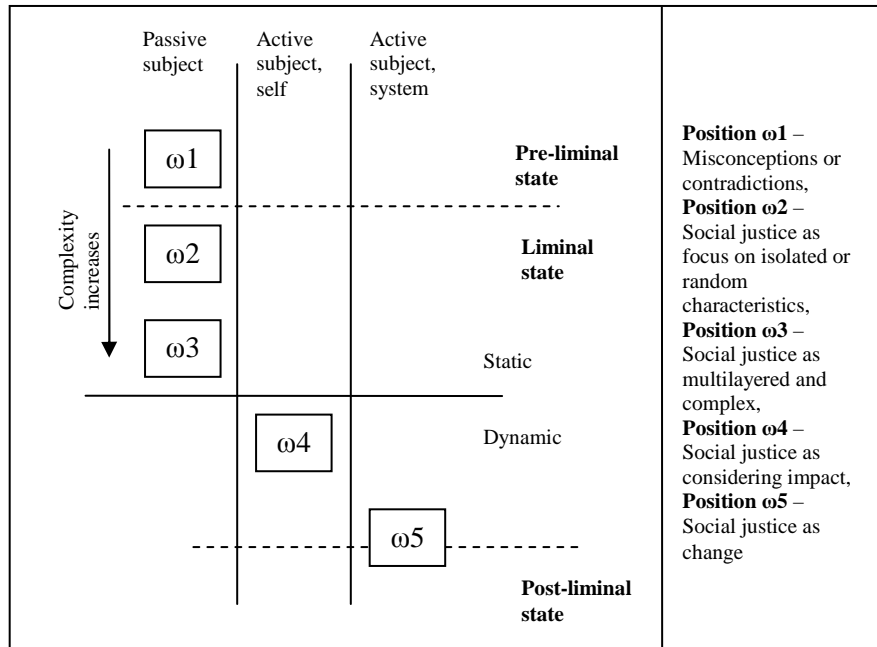 Passive subject
Active subject, self
Active subject, system
Complexity increases
ω1
Pre-liminal state
ω2
Liminal state
ω3
Static
ω4
Dynamic
ω5
Post-liminal state
Position ω1 –
Misconceptions or
contradictions,
Position ω2 –
Social justice as
focus on isolated or
random
characteristics,
Position ω3 –
Social justice as
multilayered and
complex,
Position ω4 –
Social justice as
considering impact,
Position ω5 –
Social justice as
change